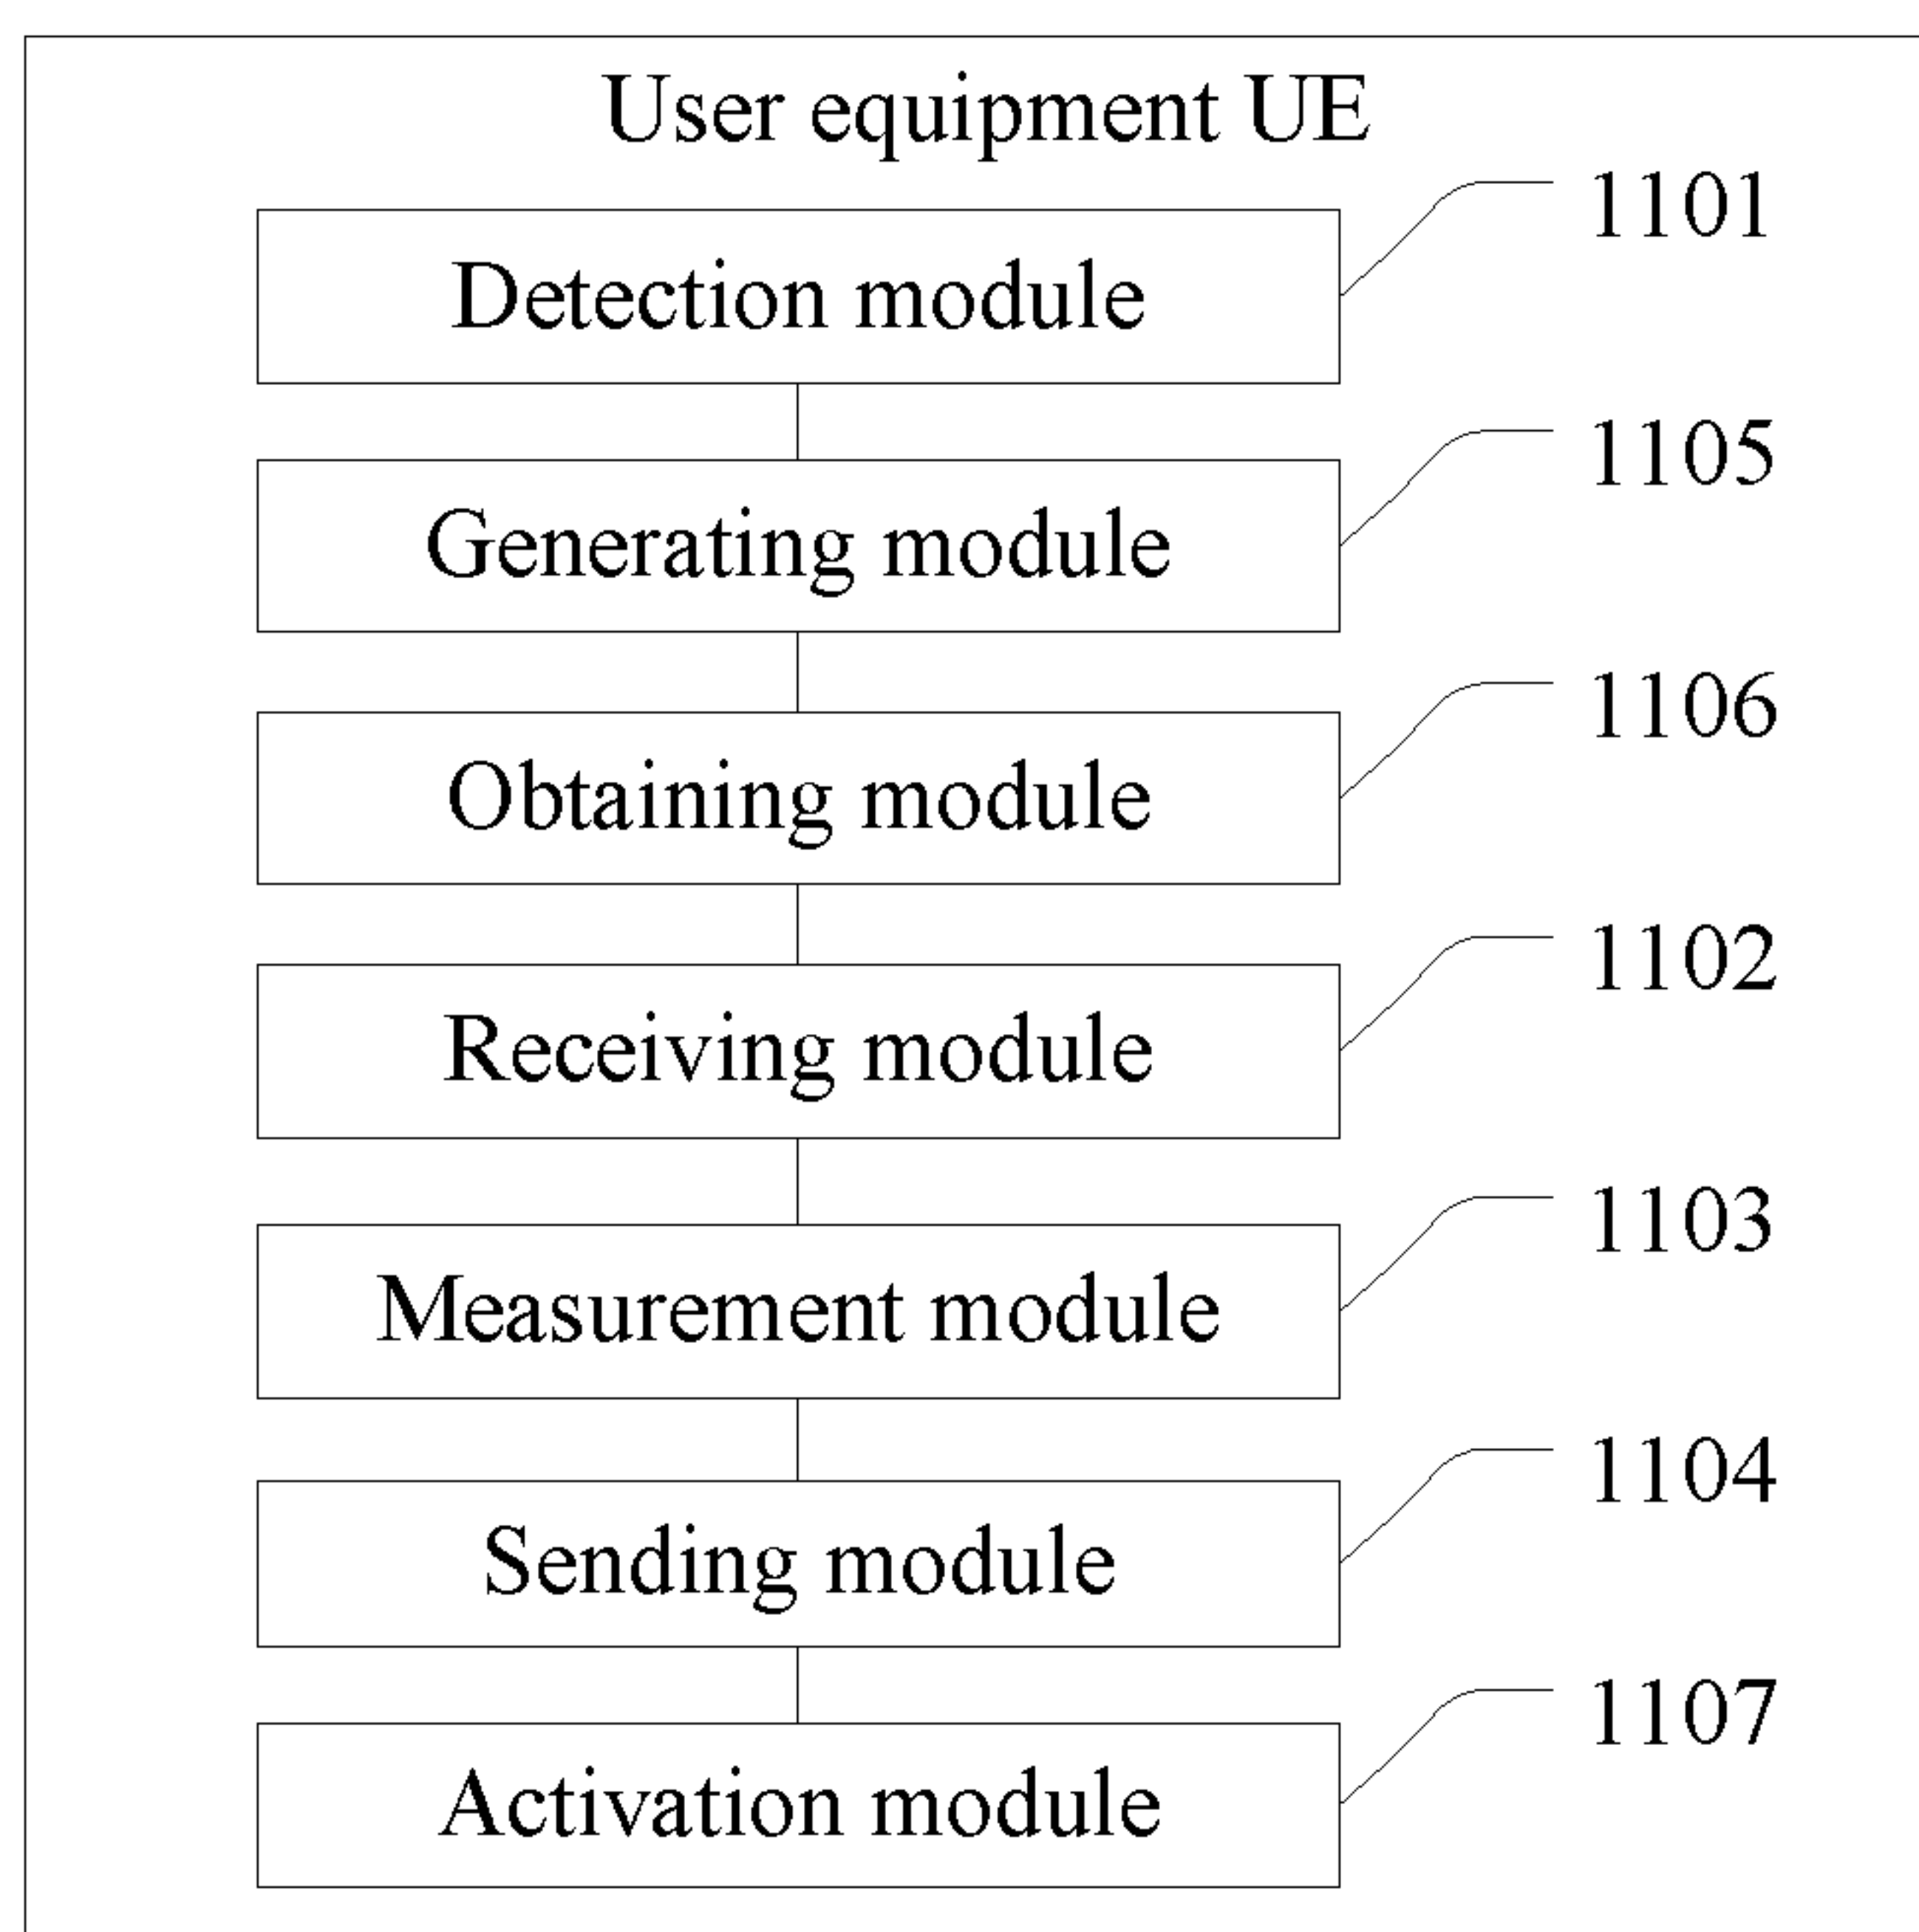 User equipment UE
1101
Detection module
1105
Generating module
1106
Obtaining module
1102
Receiving module
1103
Measurement module
1104
Sending module
1107
Activation module